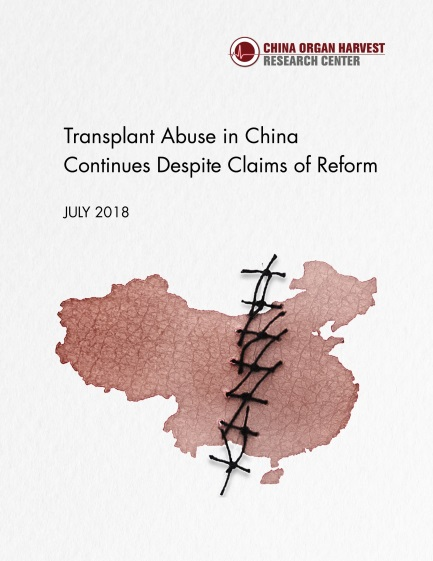 CHINA ORGAN HARVEST
RESEARCH CENTER
Transplant Abuse in China
Continues Despite Claims of Reform
JULY 2018